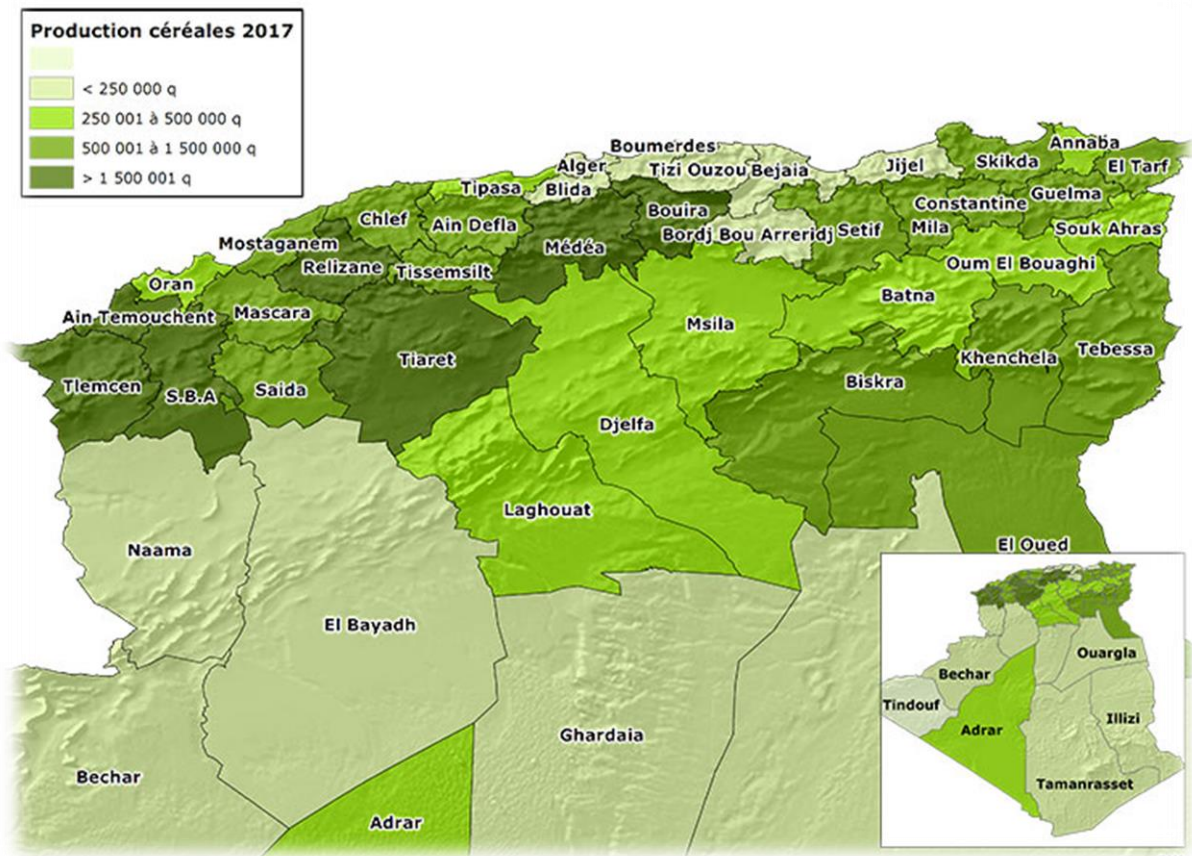 Production céréales 2017
< 250 000 q
250 001 à 500 000 q
500 001 à 1 500 000 q
> 1 500 001 q
Boumerdes
Alger
Tizi Ouzou
Bejaia
Jijel
Skikda
Annaba
El Tarf
Tipasa
Blida
Bouira
Constantine
Guelma
Chlef
Ain Defla
Médéa
Bordj Bou Arreridj
Setif
Mila
Souk Ahras
Mostaganem
Relizane
Tissemsilt
Oum El Bouaghi
Oran
Batna
Ain Temouchent
Mascara
Msila
Tiaret
Khenchela
Tebessa
Tlemcen
S.B.A
Saida
Biskra
Djelfa
Laghouat
Naama
El Oued
El Bayadh
Ghardaia
Bechar
Adrar
Ouargla
Bechar
Tindouf
Illizi
Adrar
Tamanrasset